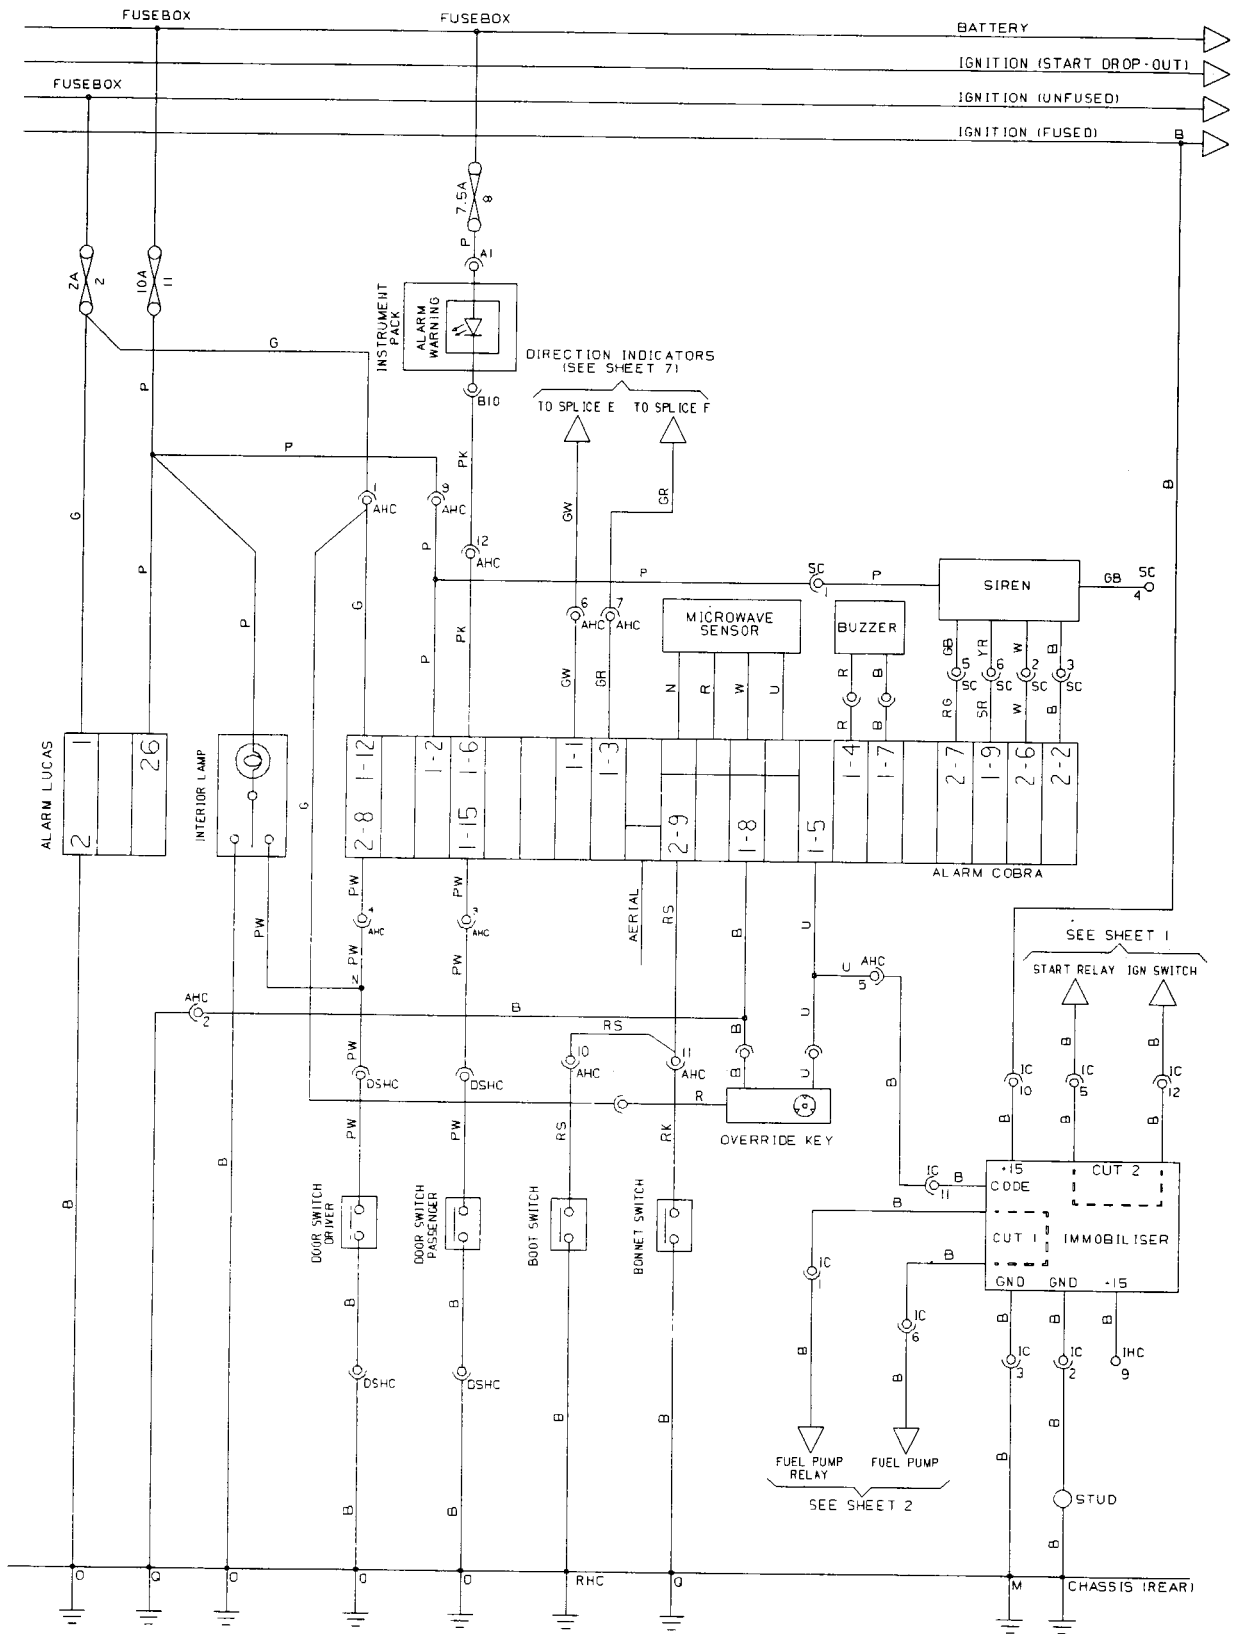 FUSEBOX
FUSEBOX
BATTERY
IGNITION (START DROP-OUT)
FUSEBOX
IGNITION (UNFUSED)
IGNITION (FUSED)
B
7.5A
8
P
A1
2A
2
10A
11
INSTRUMENT
PACK
ALARM
WARNING
G
DIRECTION INDICATORS
(SEE SHEET 7)
P
B10
TO SPLICE E
TO SPLICE F
P
PK
1
AHC
9
AHC
GW
GR
B
G
12
AHC
P
P
SC
1
P
SIREN
GB
SC
4
P
G
6
AHC
7
AHC
MICROWAVE
SENSOR
BUZZER
P
PK
P
GW
GR
N
R
W
U
R
B
GB
YR
W
B
5
SC
6
SC
2
SC
3
SC
R
B
RG
SR
W
B
ALARM LUCAS
1
26
2
INTERIOR LAMP
G
1-12
1-2
1-6
1-1
1-3
1-4
1-7
2-7
1-9
2-6
2-2
2-8
1-15
2-9
1-8
1-5
ALARM COBRA
PW
PW
AERIAL
RS
B
U
PW
4
AHC
3
AHC
PW
PW
SEE SHEET 1
START RELAY
IGN SWITCH
N
U
AHC
5
AHC
2
B
RS
B
U
B
B
PW
10
AHC
11
AHC
DSHC
DSHC
B
U
B
IC
10
IC
5
IC
12
R
OVERRIDE KEY
PW
PW
RS
RK
B
B
B
B
+15
CODE
CUT 2
IC
11
B
B
B
DOOR SWITCH
DRIVER
DOOR SWITCH
PASSENGER
BOOT SWITCH
BONNET SWITCH
CUT 1
IMMOBILISER
B
IC
1
GND
GND
-15
B
B
IC
6
B
B
B
IC
3
IC
2
IHC
9
DSHC
DSHC
B
B
B
B
B
B
FUEL PUMP
RELAY
FUEL PUMP
SEE SHEET 2
B
STUD
B
B
B
O
Q
O
O
O
RHC
Q
M
CHASSIS (REAR)